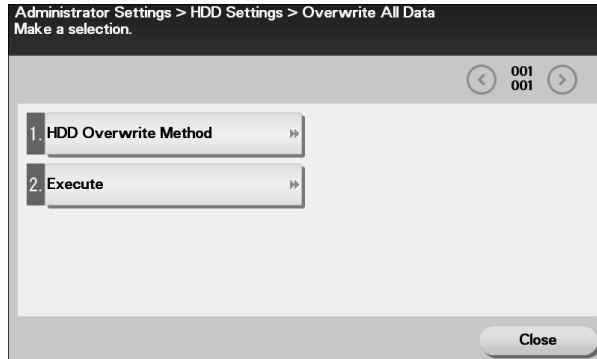 Administrator Settings > HDD Settings > Overwrite All Data
Make a selection.
001
001
1. HDD Overwrite Method
2. Execute
Close